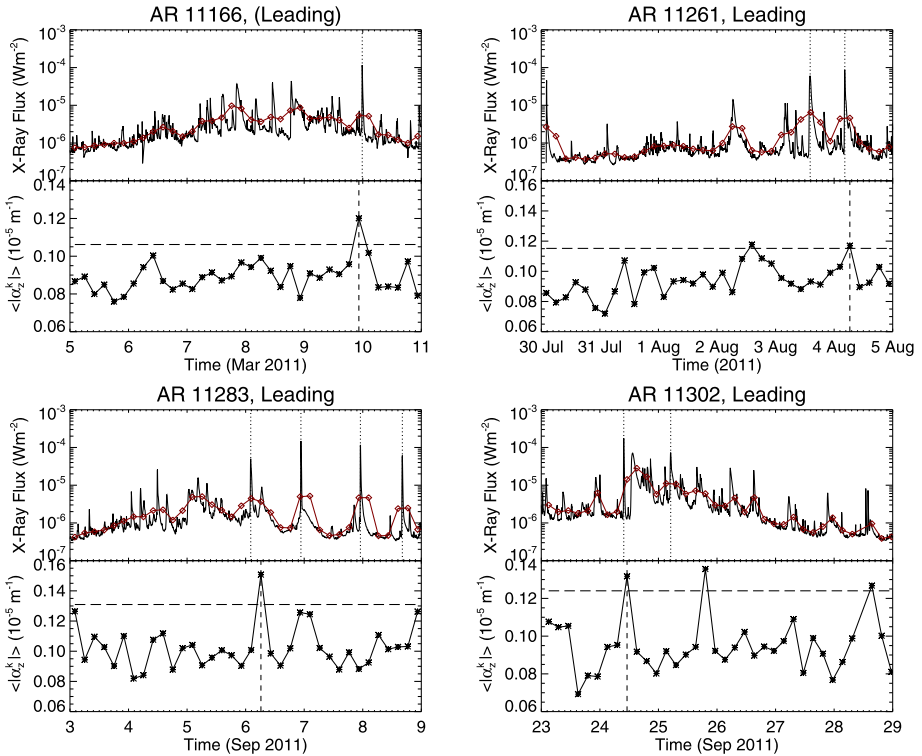 AR 11166, (Leading)
X-Ray Flux (Wm⁻²)
10⁻³
10⁻⁴
10⁻⁵
10⁻⁶
10⁻⁷
<|αᶻᵏ|> (10⁻⁵ m⁻¹)
0.14
0.12
0.10
0.08
0.06
5 6 7 8 9 10 11
Time (Mar 2011)
AR 11261, Leading
X-Ray Flux (Wm⁻²)
10⁻³
10⁻⁴
10⁻⁵
10⁻⁶
10⁻⁷
<|αᶻᵏ|> (10⁻⁵ m⁻¹)
0.16
0.14
0.12
0.10
0.08
0.06
30 Jul 31 Jul 1 Aug 2 Aug 3 Aug 4 Aug 5 Aug
Time (2011)
AR 11283, Leading
X-Ray Flux (Wm⁻²)
10⁻³
10⁻⁴
10⁻⁵
10⁻⁶
10⁻⁷
<|αᶻᵏ|> (10⁻⁵ m⁻¹)
0.16
0.14
0.12
0.10
0.08
0.06
3 4 5 6 7 8 9
Time (Sep 2011)
AR 11302, Leading
X-Ray Flux (Wm⁻²)
10⁻³
10⁻⁴
10⁻⁵
10⁻⁶
10⁻⁷
<|αᶻᵏ|> (10⁻⁵ m⁻¹)
0.14
0.12
0.10
0.08
0.06
23 24 25 26 27 28 29
Time (Sep 2011)